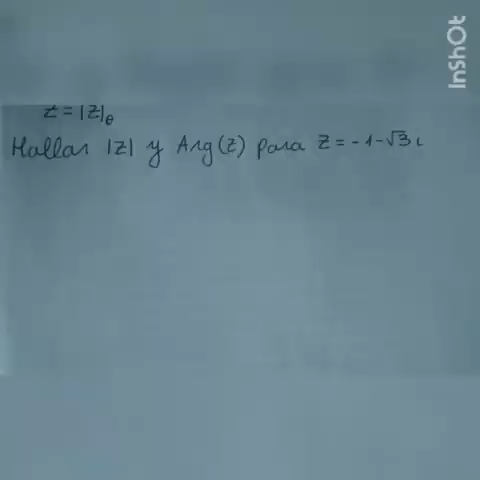 z = |z|θ
Hallar |z| y Arg(z) para z = -1-√3 i
InShOt